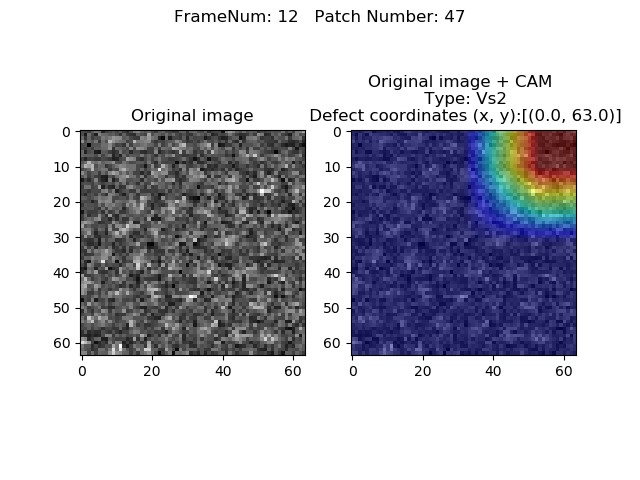 FrameNum: 12   Patch Number: 47
Original image
Original image + CAM
Type: Vs2
Defect coordinates (x, y):[(0.0, 63.0)]
0
10
20
30
40
50
60
0 20 40 60
0
10
20
30
40
50
60
0 20 40 60